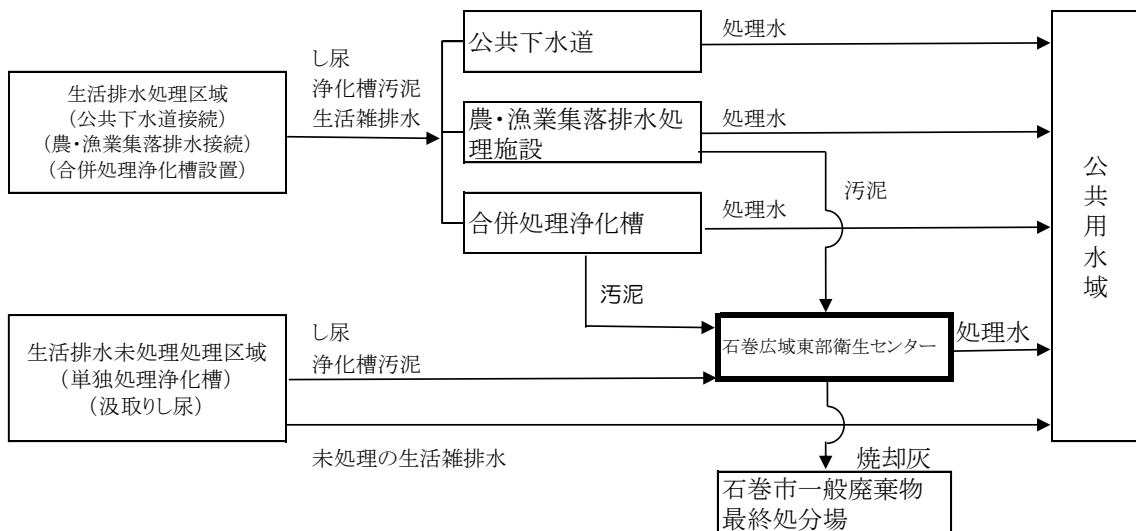 公共下水道
処理水
し尿
浄化槽汚泥
生活雑排水
生活排水処理区域
(公共下水道接続)
(農・漁業集落排水接続)
(合併処理浄化槽設置)
農・漁業集落排水処
理施設
処理水
汚泥
合併処理浄化槽
処理水
公共用水域
汚泥
生活排水未処理処理区域
(単独処理浄化槽)
(汲取りし尿)
し尿
浄化槽汚泥
石巻広域東部衛生センター
処理水
未処理の生活雑排水
焼却灰
石巻市一般廃棄物
最終処分場